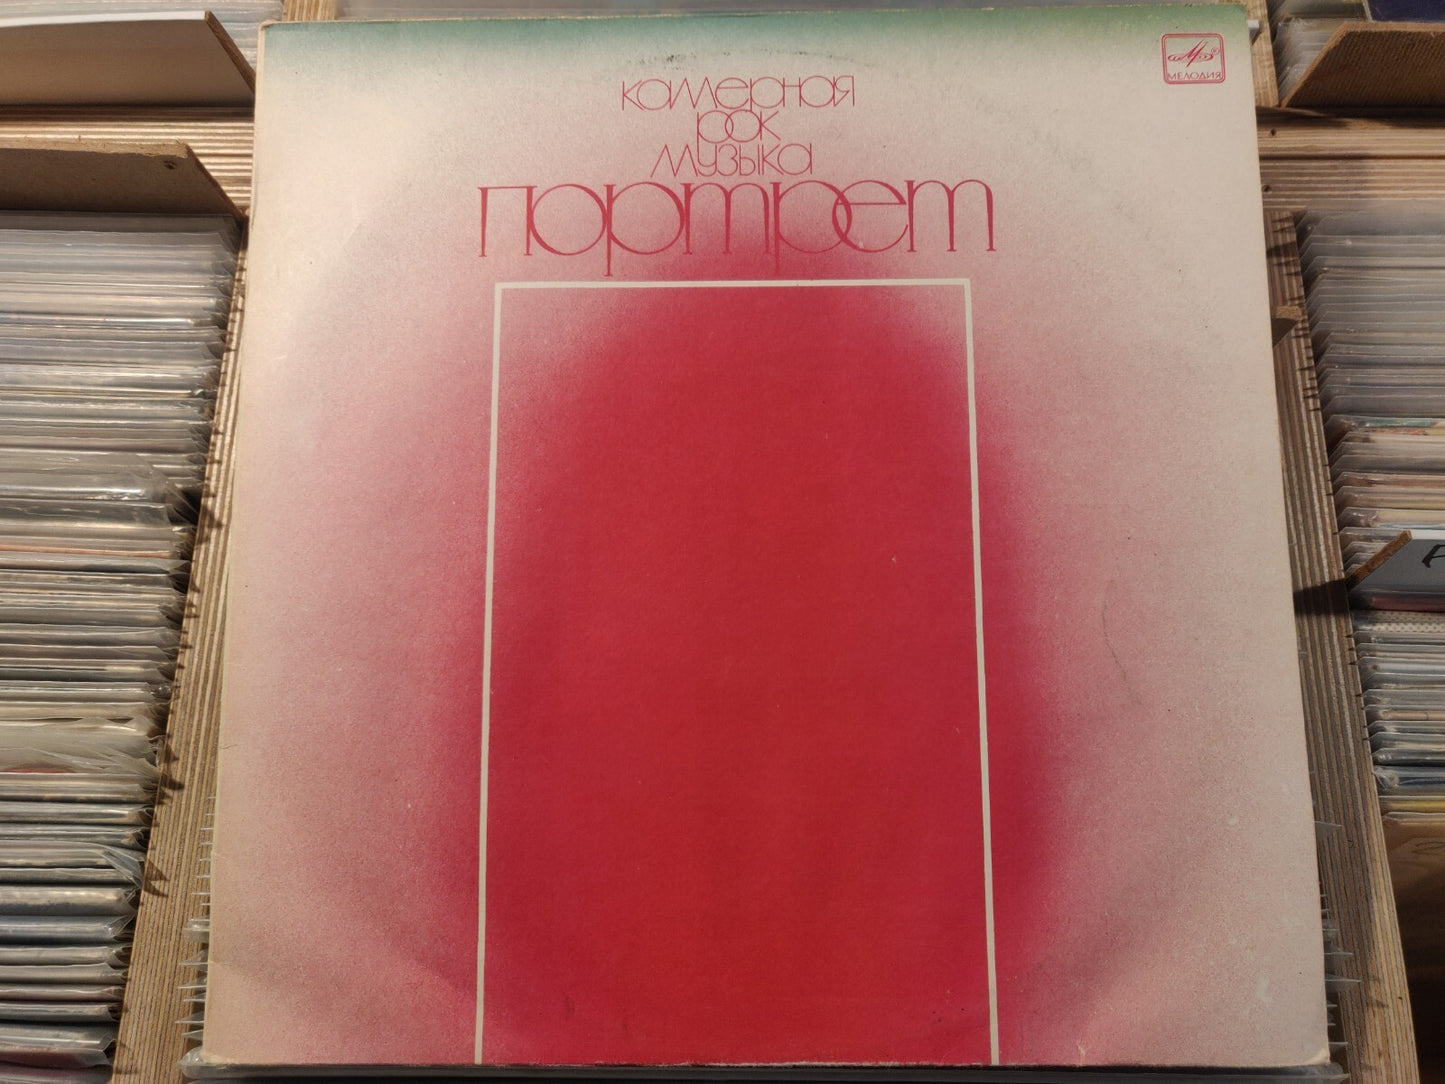 камерная
рок
музыка
портрет
МЕЛОДИЯ